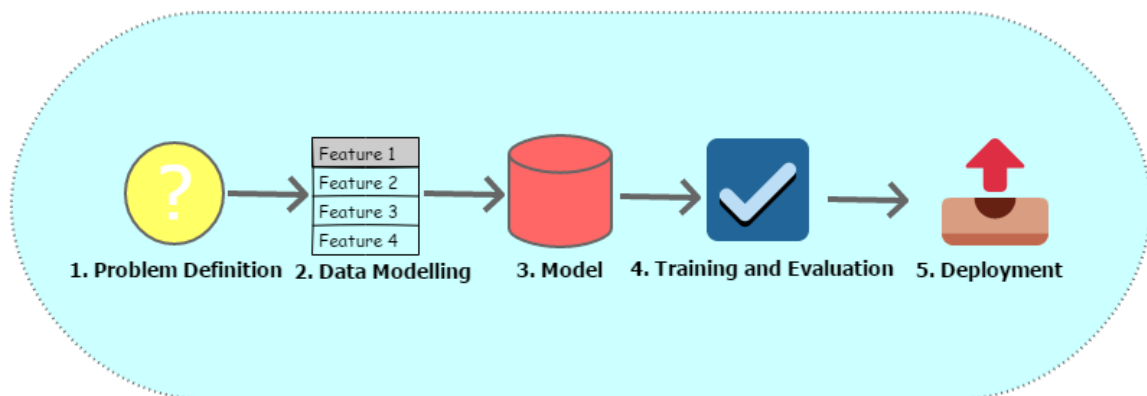 ?
Feature 1
Feature 2
Feature 3
Feature 4
1. Problem Definition
2. Data Modelling
3. Model
4. Training and Evaluation
5. Deployment